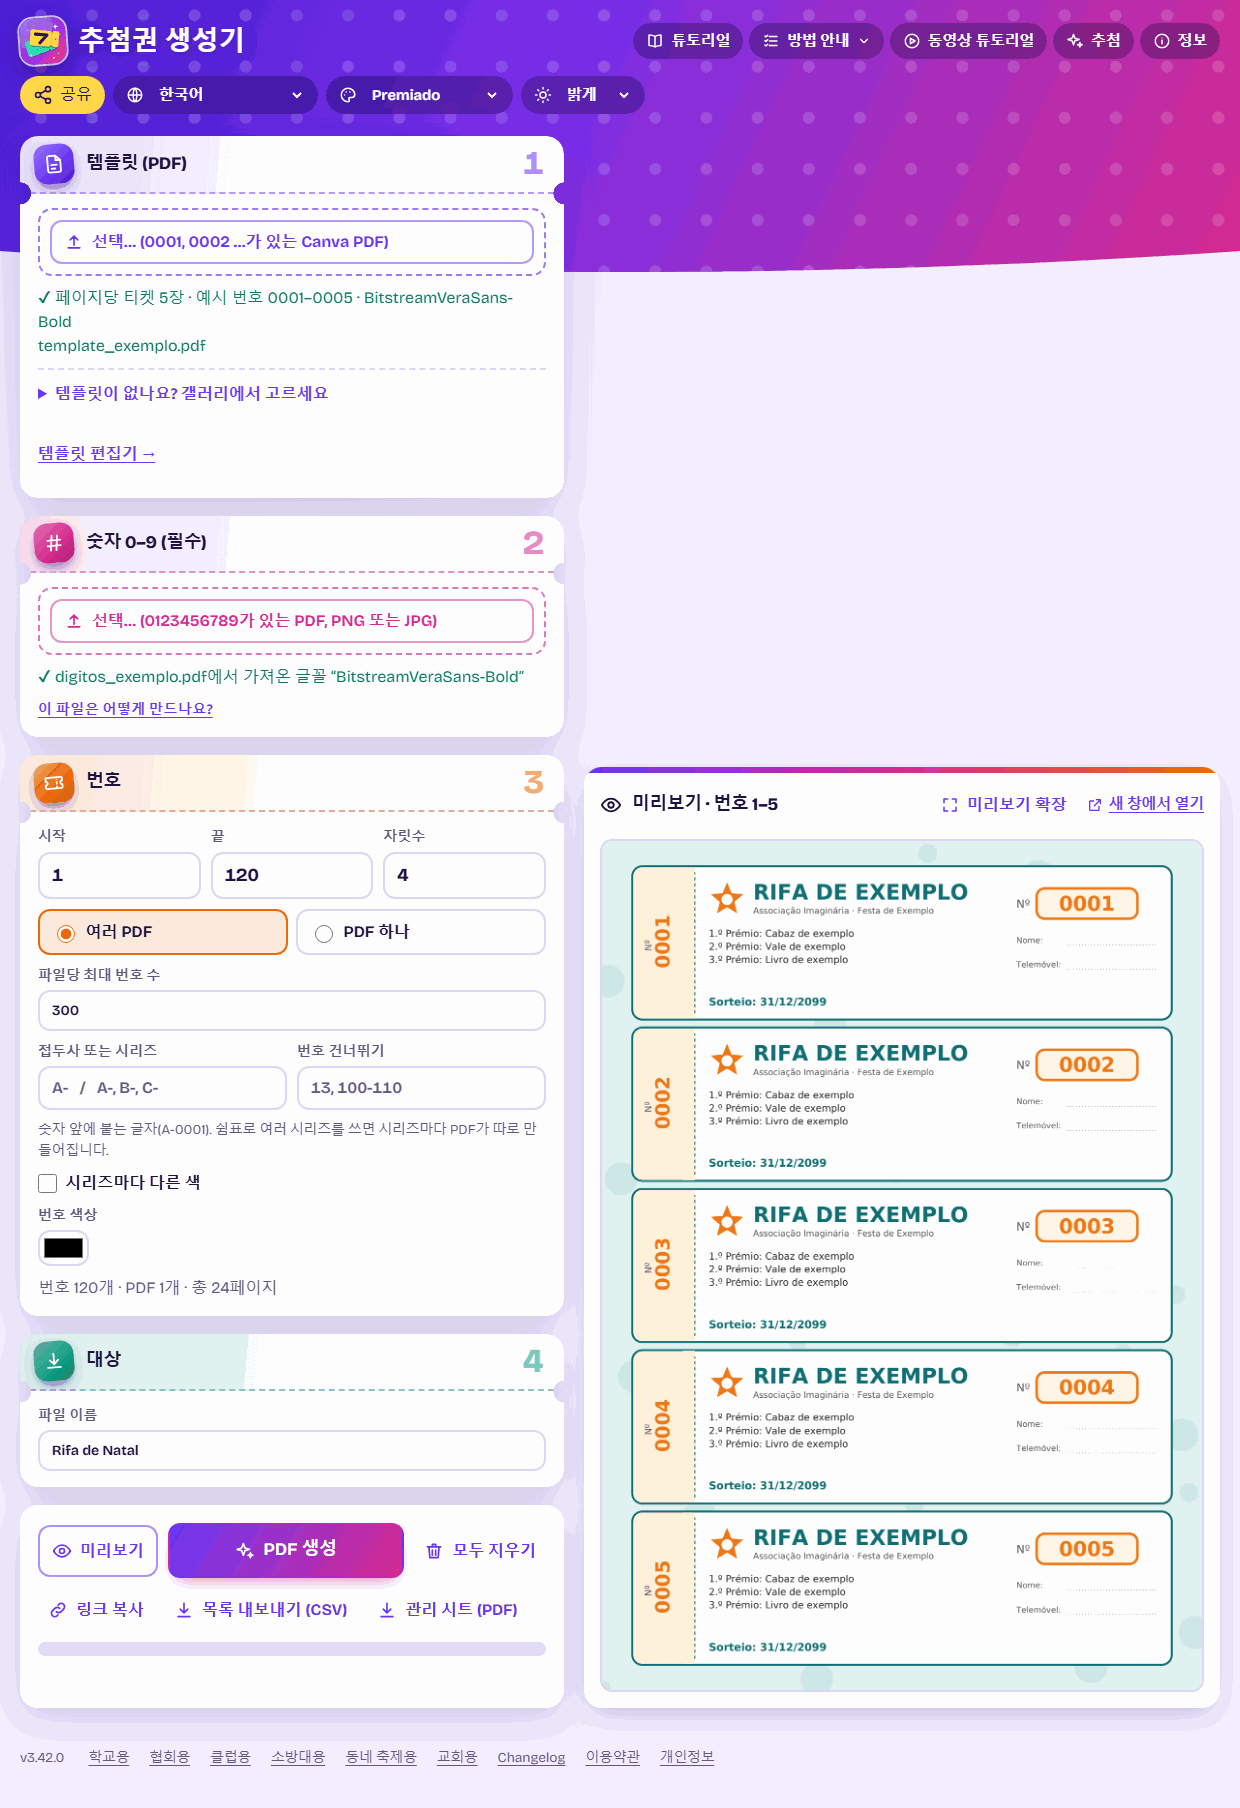 추첨권 생성기
튜토리얼
방법 안내
동영상 튜토리얼
추첨
정보
공유
한국어
Premiado
밝게
템플릿 (PDF)
1
선택... (0001, 0002 ...가 있는 Canva PDF)
✓ 페이지당 티켓 5장 · 예시 번호 0001–0005 · BitstreamVeraSans-
Bold
template_exemplo.pdf
템플릿이 없나요? 갤러리에서 고르세요
템플릿 편집기 →
숫자 0–9 (필수)
2
선택... (0123456789가 있는 PDF, PNG 또는 JPG)
✓ digitos_exemplo.pdf에서 가져온 글꼴 “BitstreamVeraSans-Bold”
이 파일은 어떻게 만드나요?
번호
3
시작
끝
자릿수
1
120
4
여러 PDF
PDF 하나
파일당 최대 번호 수
300
접두사 또는 시리즈
번호 건너뛰기
A- / A-, B-, C-
13, 100-110
숫자 앞에 붙는 글자(A-0001). 쉼표로 여러 시리즈를 쓰면 시리즈마다 PDF가 따로 만
들어집니다.
시리즈마다 다른 색
번호 색상
번호 120개 · PDF 1개 · 총 24페이지
대상
4
파일 이름
Rifa de Natal
미리보기
PDF 생성
모두 지우기
링크 복사
목록 내보내기 (CSV)
관리 시트 (PDF)
미리보기 · 번호 1–5
미리보기 확장
새 창에서 열기
Nº 0001
RIFA DE EXEMPLO
Associação Imaginária · Festa de Exemplo
1.º Prémio: Cabaz de exemplo
2.º Prémio: Vale de exemplo
3.º Prémio: Livro de exemplo
Sorteio: 31/12/2099
Nº 0001
Nome:
Telemóvel:
Nº 0002
RIFA DE EXEMPLO
Associação Imaginária · Festa de Exemplo
1.º Prémio: Cabaz de exemplo
2.º Prémio: Vale de exemplo
3.º Prémio: Livro de exemplo
Sorteio: 31/12/2099
Nº 0002
Nome:
Telemóvel:
Nº 0003
RIFA DE EXEMPLO
Associação Imaginária · Festa de Exemplo
1.º Prémio: Cabaz de exemplo
2.º Prémio: Vale de exemplo
3.º Prémio: Livro de exemplo
Sorteio: 31/12/2099
Nº 0003
Nome:
Telemóvel:
Nº 0004
RIFA DE EXEMPLO
Associação Imaginária · Festa de Exemplo
1.º Prémio: Cabaz de exemplo
2.º Prémio: Vale de exemplo
3.º Prémio: Livro de exemplo
Sorteio: 31/12/2099
Nº 0004
Nome:
Telemóvel:
Nº 0005
RIFA DE EXEMPLO
Associação Imaginária · Festa de Exemplo
1.º Prémio: Cabaz de exemplo
2.º Prémio: Vale de exemplo
3.º Prémio: Livro de exemplo
Sorteio: 31/12/2099
Nº 0005
Nome:
Telemóvel:
v3.42.0
학교용
협회용
클럽용
소방대용
동네 축제용
교회용
Changelog
이용약관
개인정보